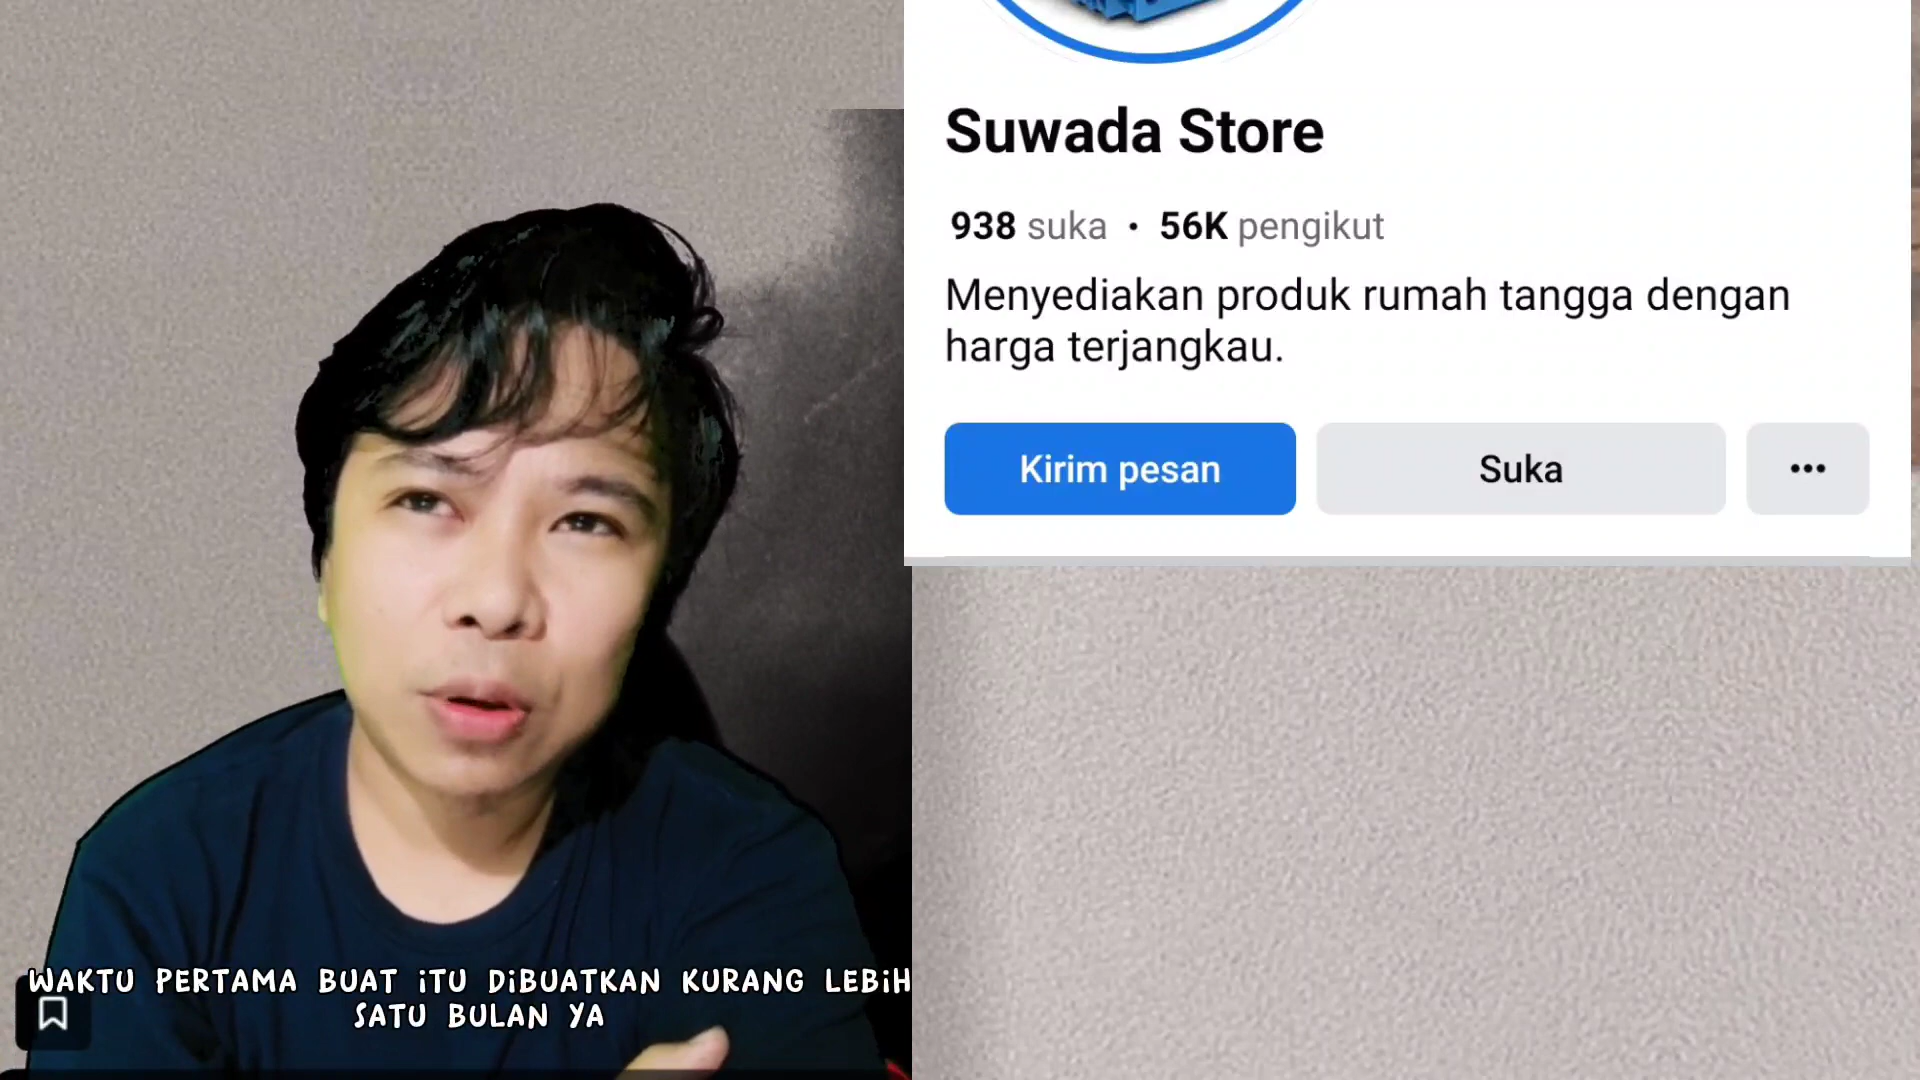 Suwada Store
938 suka • 56K pengikut
Menyediakan produk rumah tangga dengan
harga terjangkau.
Kirim pesan
Suka
WAKTU PERTAMA BUAT iTU DiBUATKAN KURANG LEBiH
SATU BULAN YA